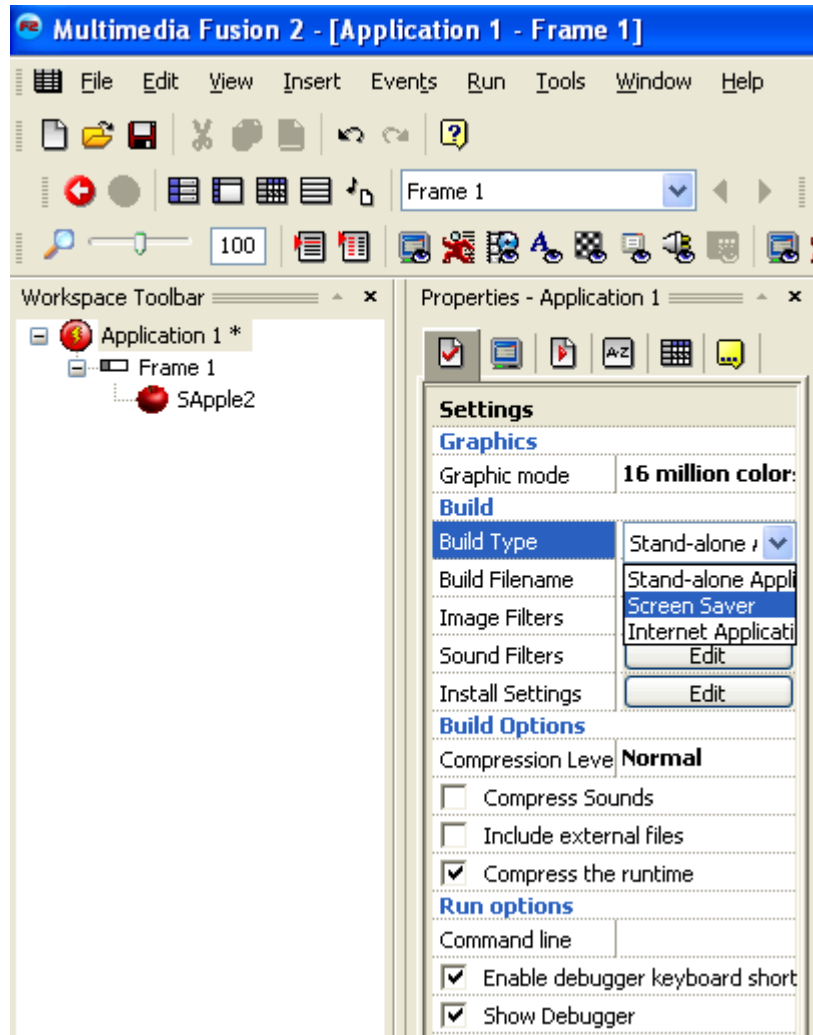 Multimedia Fusion 2 - [Application 1 - Frame 1]
File Edit View Insert Events Run Tools Window Help
Frame 1
100
Workspace Toolbar
Properties - Application 1
Application 1 *
Frame 1
SApple2
A-Z
Settings
Graphics
Graphic mode 16 million color
Build
Build Type Stand-alone
Build Filename Stand-alone Appli
Screen Saver
Image Filters
Internet Applicati
Sound Filters Edit
Install Settings Edit
Build Options
Compression Leve Normal
Compress Sounds
Include external files
Compress the runtime
Run options
Command line
Enable debugger keyboard short
Show Debugger